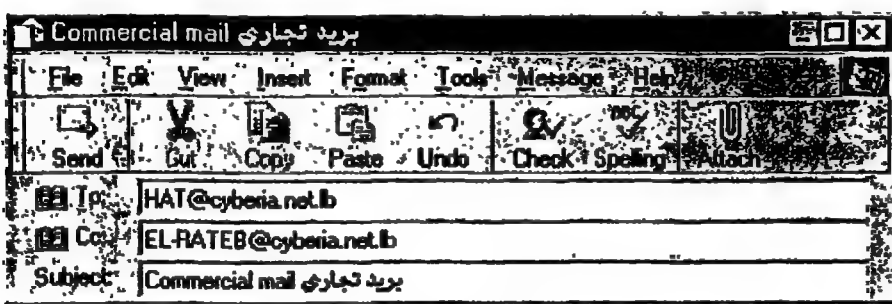 Commercial mail بريد تجاري
File Edit View Insert Format Tools Message Help
Send Cut Copy Paste Undo Check Spelling Attach
To: HAT@cyberia.net.lb
Cc: EL-RATEB@cyberia.net.lb
Subject: Commercial mail بريد تجاري